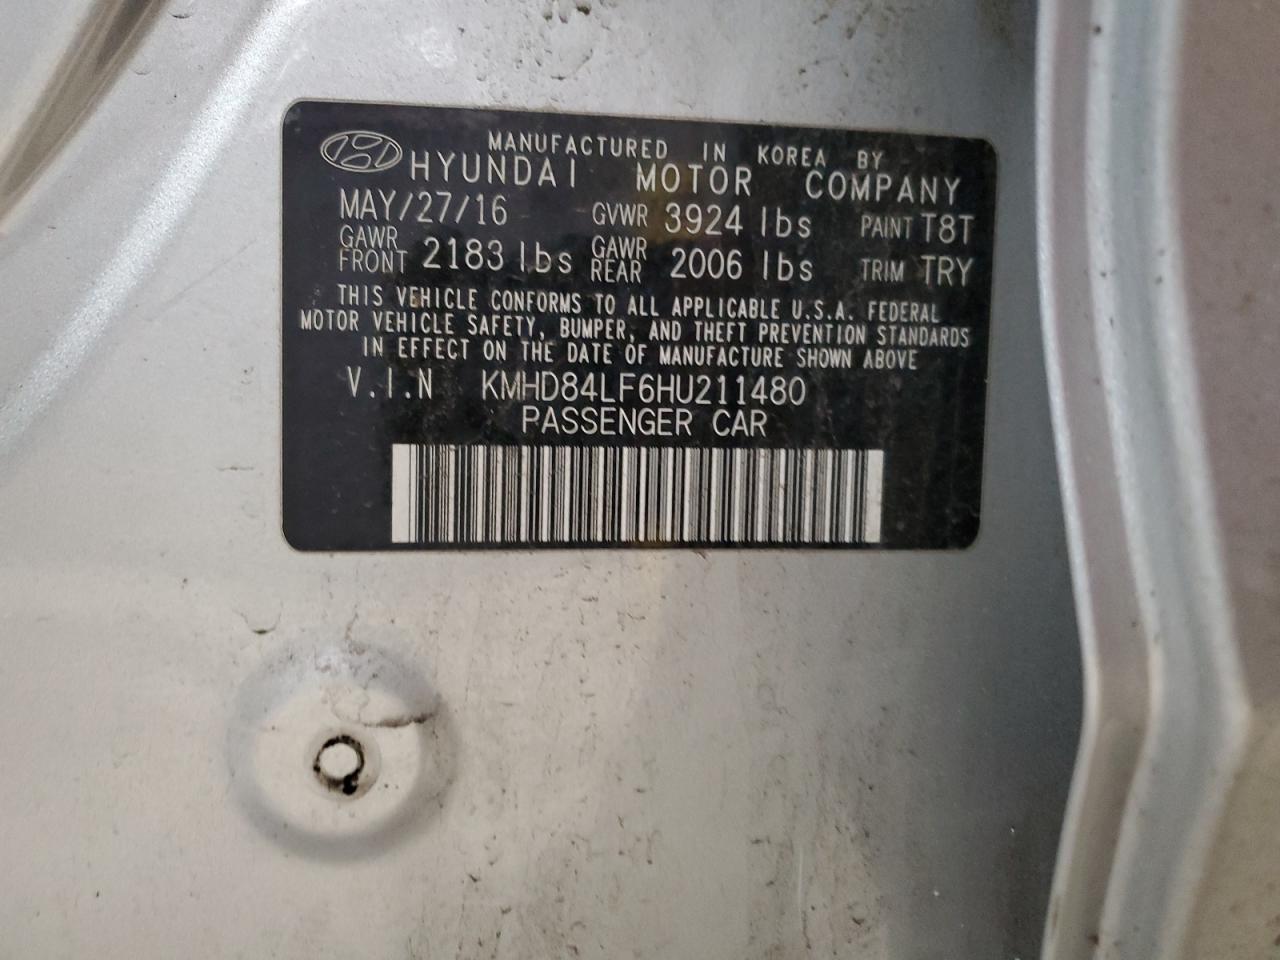 MANUFACTURED IN KOREA BY
HYUNDAI MOTOR COMPANY
MAY/27/16 GVWR 3924 lbs PAINT T8T
GAWR FRONT 2183 lbs GAWR REAR 2006 lbs TRIM TRY
THIS VEHICLE CONFORMS TO ALL APPLICABLE U.S.A. FEDERAL
MOTOR VEHICLE SAFETY, BUMPER, AND THEFT PREVENTION STANDARDS
IN EFFECT ON THE DATE OF MANUFACTURE SHOWN ABOVE
V.I.N KMHD84LF6HU211480
PASSENGER CAR